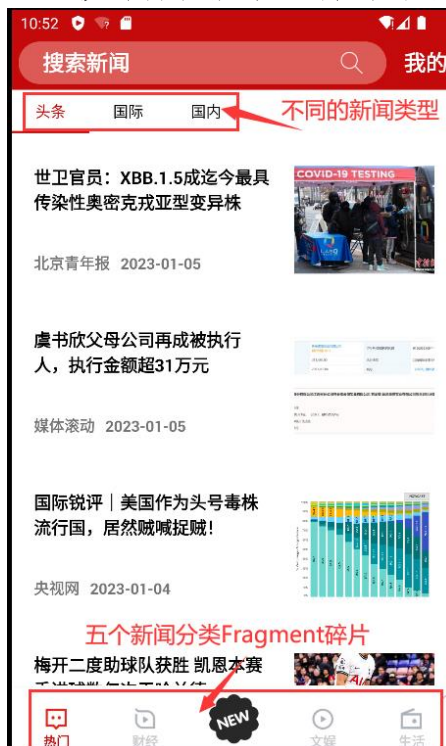 10:52
搜索新闻
我的
头条 国际 国内
不同的新闻类型
世卫官员：XBB.1.5成迄今最具
传染性奥密克戎亚型变异株
COVID-19 TESTING
北京青年报 2023-01-05
虞书欣父母公司再成被执行
人，执行金额超31万元
媒体滚动 2023-01-05
国际锐评｜美国作为头号毒株
流行国，居然贼喊捉贼！
央视网 2023-01-04
五个新闻分类Fragment碎片
梅开二度助球队获胜 凯恩本赛
热门 财经 NEW 文娱 生活